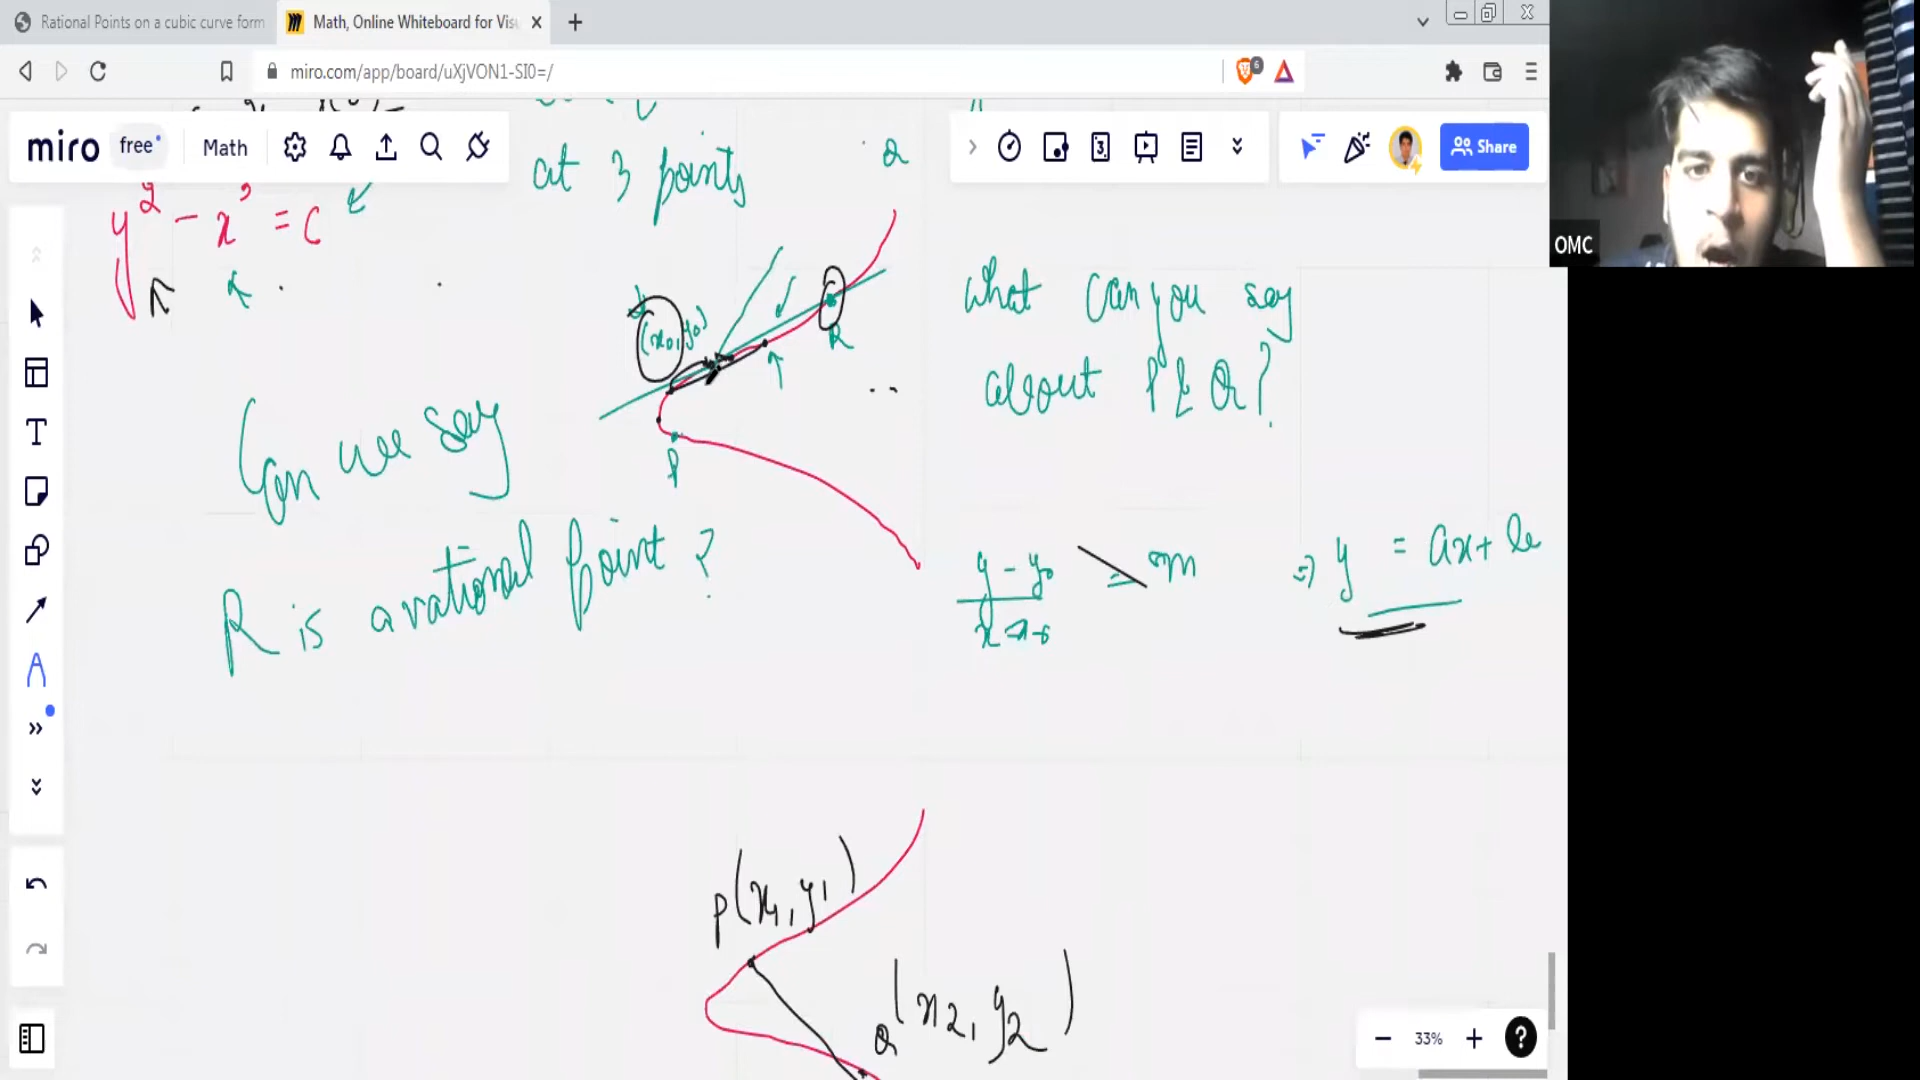 Rational Points on a cubic curve form
Math, Online Whiteboard for Visu
miro.com/app/board/uXjVON1-SI0=/
6
miro free Math
Share
OMC
at 3 points
Q
y² - x³ = c
(x₀, y₀)
R
What can you say
about P & Q?
Can we say
P
R is a rational point?
y - y₀ / x - x₀ = m ⇒ y = ax + b
P(x₁, y₁)
Q(x₂, y₂)
33%